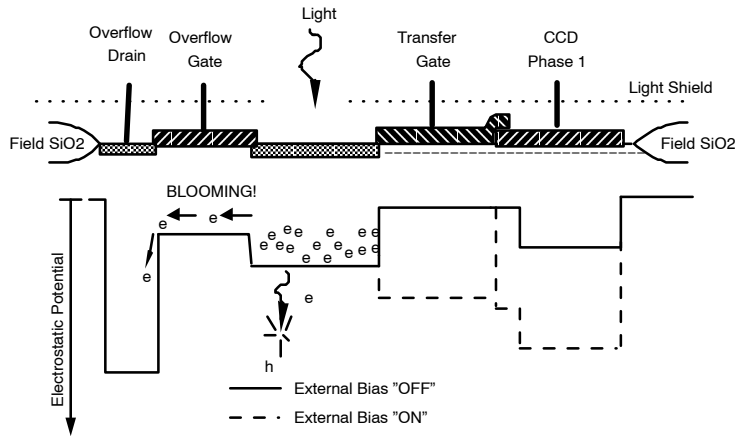 Light
Overflow
Drain
Overflow
Gate
Transfer
Gate
CCD
Phase 1
Light Shield
Field SiO2
Field SiO2
BLOOMING!
e
e
e
e e e e e e e e e e e e e e e
e
h
Electrostatic Potential
External Bias ”OFF”
External Bias ”ON”